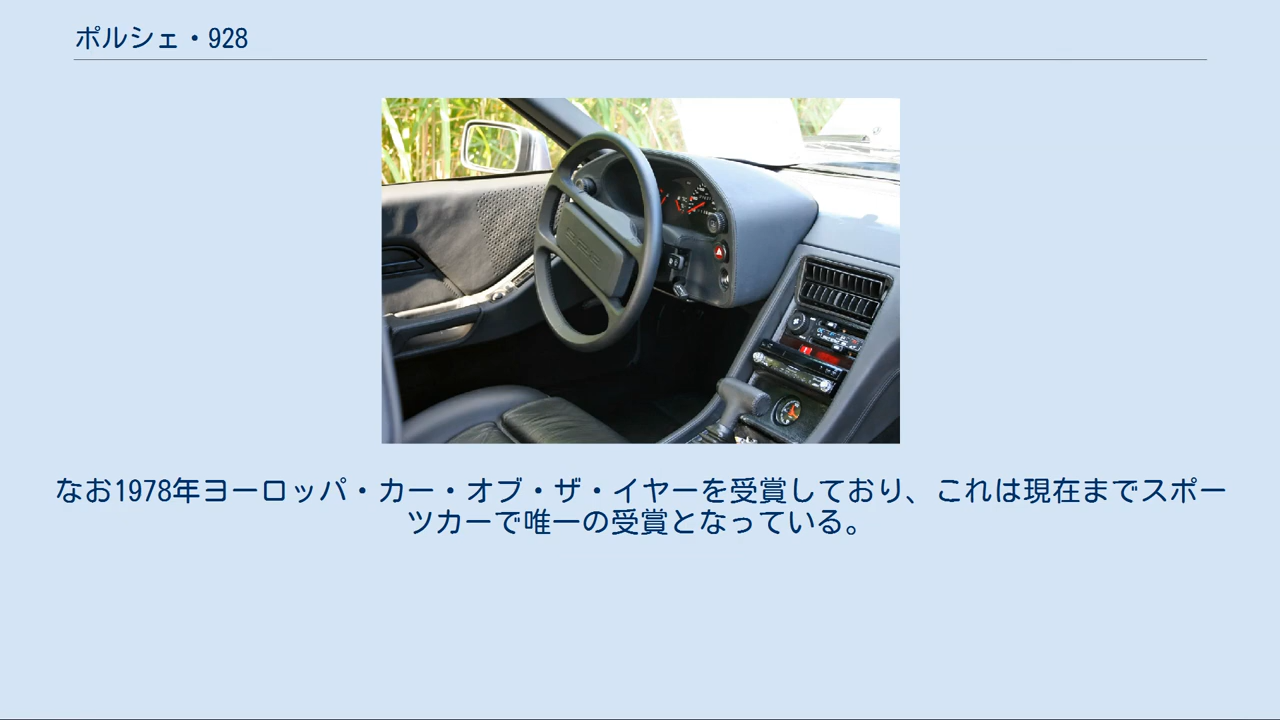 ポルシェ・928
なお1978年ヨーロッパ・カー・オブ・ザ・イヤーを受賞しており、これは現在までスポー
ツカーで唯一の受賞となっている。